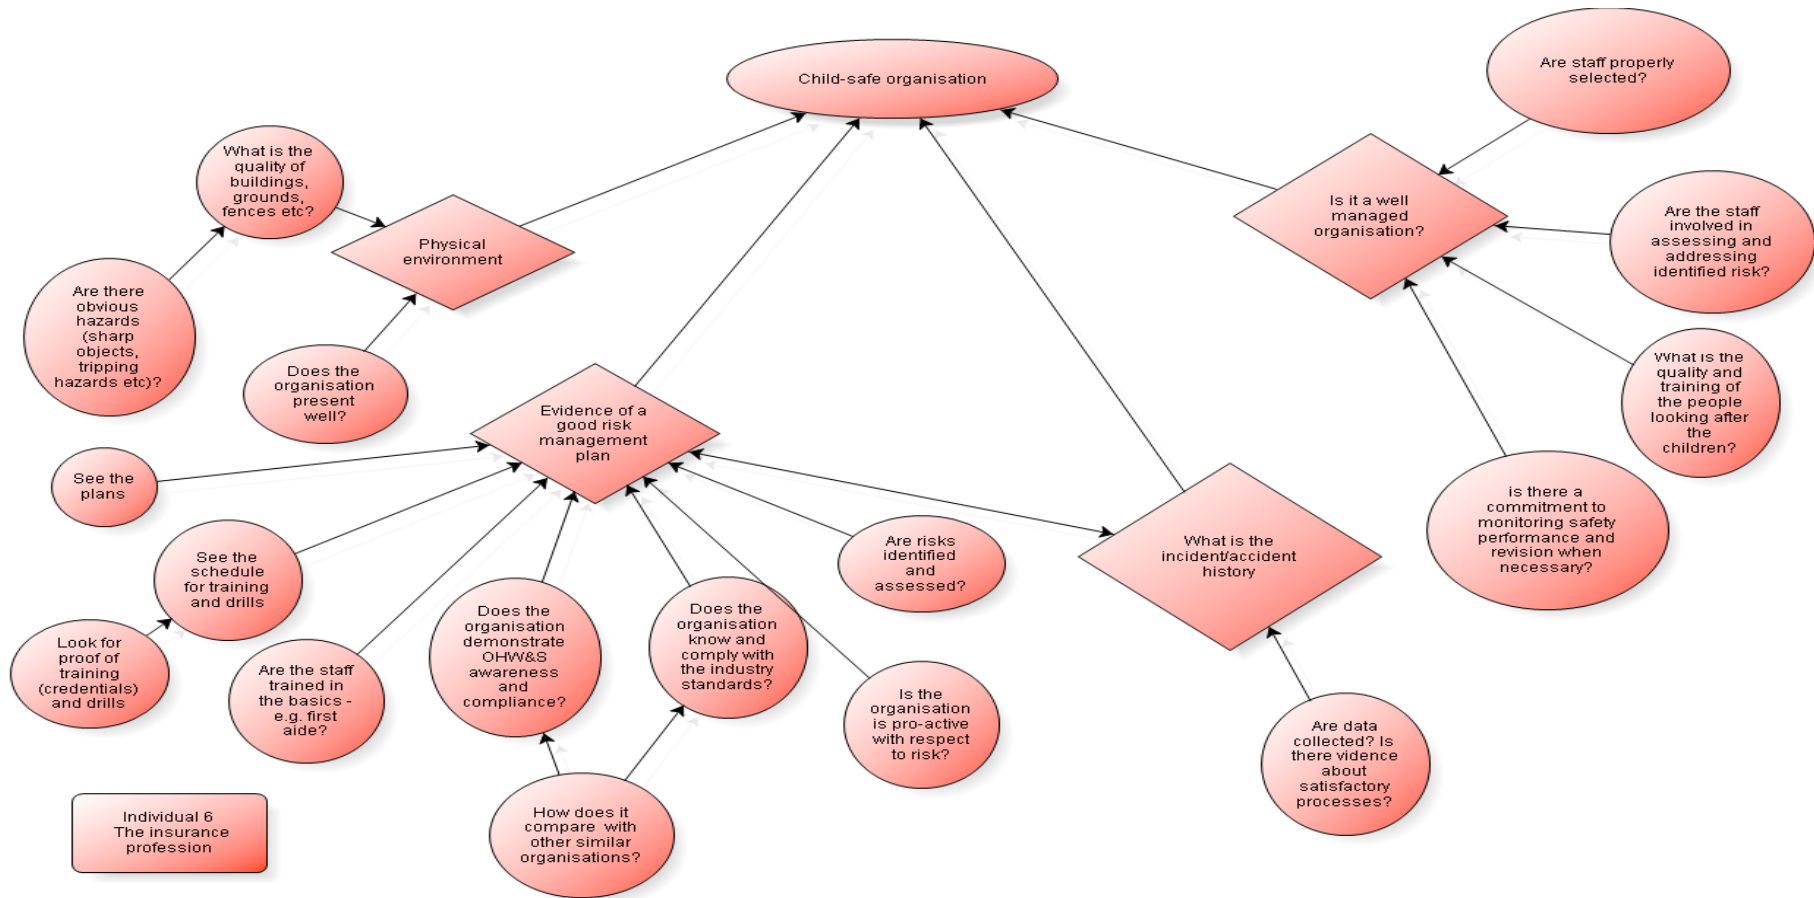 Child-safe organisation
Are staff properly
selected?
What is the
quality of
buildings,
grounds,
fences etc?
Physical
environment
Is it a well
managed
organisation?
Are the staff
involved in
assessing and
addressing
identified risk?
Are there
obvious
hazards
(sharp
objects,
tripping
hazards etc)?
Does the
organisation
present
well?
What is the
quality and
training of
the people
looking after
the
children?
Evidence of a
good risk
management
plan
See the
plans
is there a
commitment to
monitoring safety
performance and
revision when
necessary?
See the
schedule
for training
and drills
Are risks
identified
and
assessed?
What is the
incident/accident
history
Look for
proof of
training
(credentials)
and drills
Are the staff
trained in
the basics -
e.g. first
aide?
Does the
organisation
demonstrate
OHW&S
awareness
and
compliance?
Does the
organisation
know and
comply with
the industry
standards?
Is the
organisation
is pro-active
with respect
to risk?
Are data
collected? Is
there vidence
about
satisfactory
processes?
How does it
compare with
other similar
organisations?
Individual 6
The insurance
profession